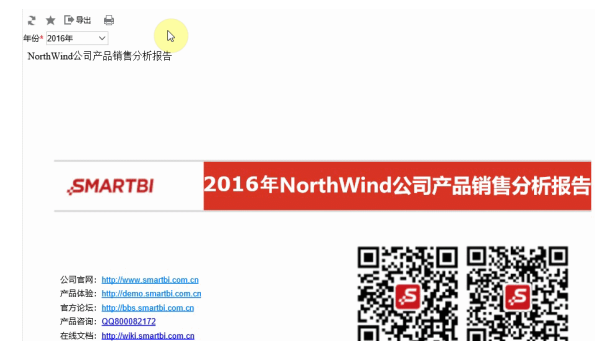 导出
年份* 2016年
NorthWind公司产品销售分析报告
SMARTBI
2016年NorthWind公司产品销售分析报告
公司官网：http://www.smartbi.com.cn
产品体验：http://demo.smartbi.com.cn
官方论坛：http://bbs.smartbi.com.cn
产品咨询：QQ800082172
在线文档：http://wiki.smartbi.com.cn